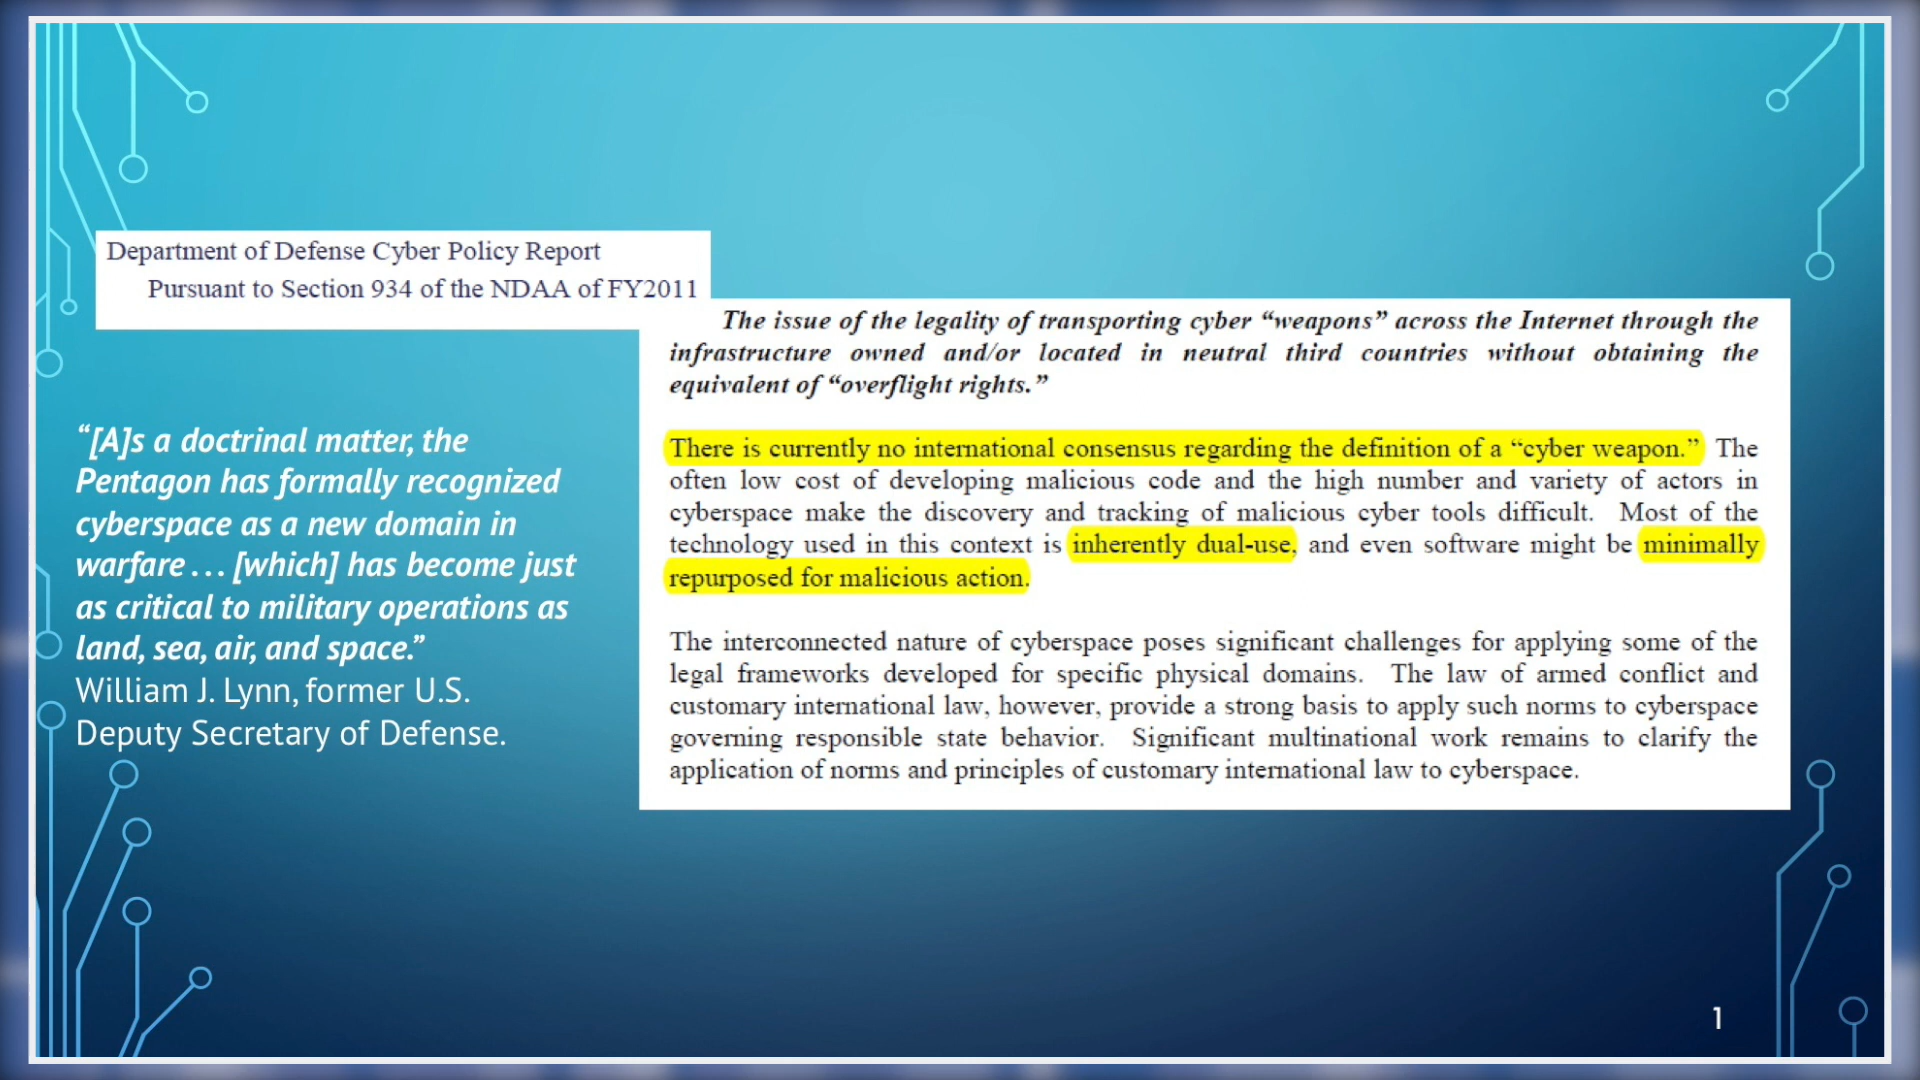 Department of Defense Cyber Policy Report
Pursuant to Section 934 of the NDAA of FY2011
“[A]s a doctrinal matter, the
Pentagon has formally recognized
cyberspace as a new domain in
warfare . . . [which] has become just
as critical to military operations as
land, sea, air, and space.”
William J. Lynn, former U.S.
Deputy Secretary of Defense.
The issue of the legality of transporting cyber “weapons” across the Internet through the
infrastructure owned and/or located in neutral third countries without obtaining the
equivalent of “overflight rights.”
There is currently no international consensus regarding the definition of a “cyber weapon.” The
often low cost of developing malicious code and the high number and variety of actors in
cyberspace make the discovery and tracking of malicious cyber tools difficult. Most of the
technology used in this context is inherently dual-use, and even software might be minimally
repurposed for malicious action.
The interconnected nature of cyberspace poses significant challenges for applying some of the
legal frameworks developed for specific physical domains. The law of armed conflict and
customary international law, however, provide a strong basis to apply such norms to cyberspace
governing responsible state behavior. Significant multinational work remains to clarify the
application of norms and principles of customary international law to cyberspace.
1